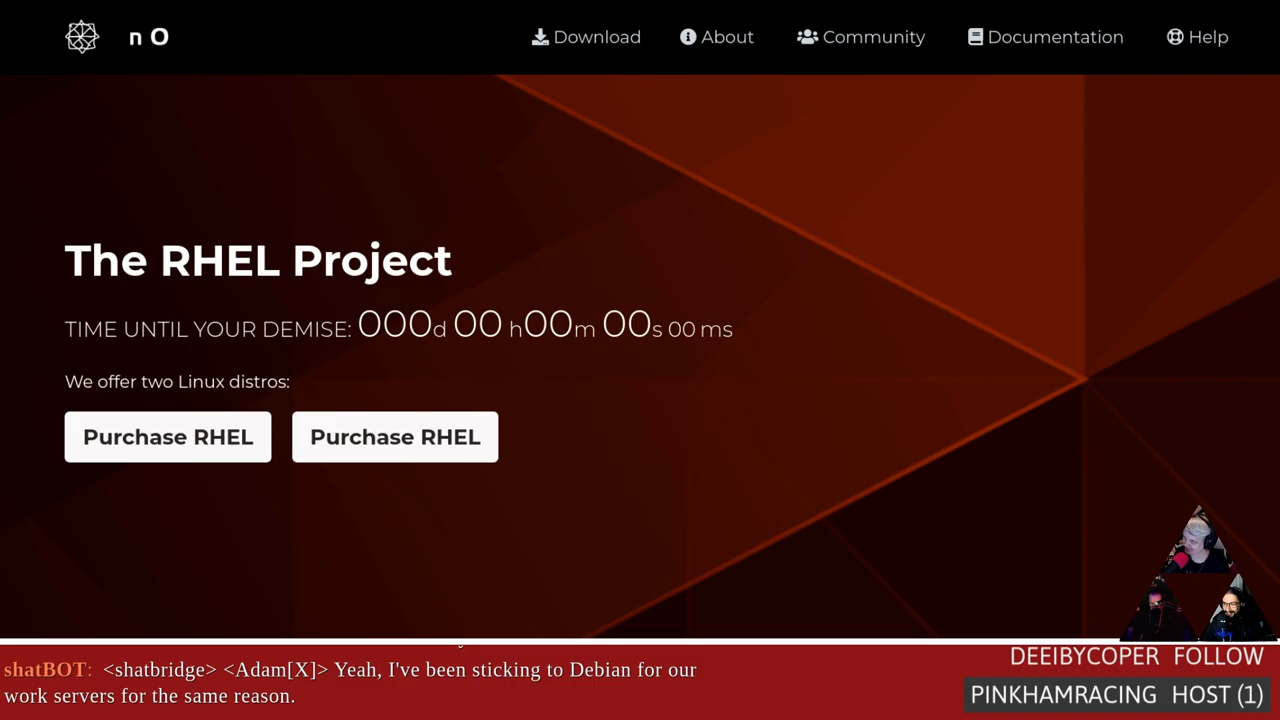 n O
Download
About
Community
Documentation
Help
The RHEL Project
TIME UNTIL YOUR DEMISE: 000d 00 h00m 00s 00 ms
We offer two Linux distros:
Purchase RHEL
Purchase RHEL
shatBOT: <shatbridge> <Adam[X]> Yeah, I've been sticking to Debian for our
work servers for the same reason.
DEEIBYCOPER FOLLOW
PINKHAMRACING HOST (1)